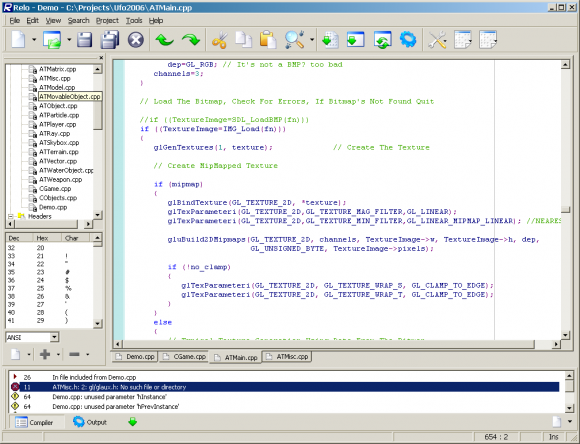 Relo - Demo - C:\Projects\Ufo2006\ATMain.cpp
File Edit View Search Project Tools Help
ATMatrix.cpp
ATMisc.cpp
ATModel.cpp
ATMovableObject.cpp
ATObject.cpp
ATParticle.cpp
ATPlayer.cpp
ATRay.cpp
ATSkybox.cpp
ATTerrain.cpp
ATVector.cpp
ATWaterObject.cpp
ATWeapon.cpp
CGame.cpp
CObjects.cpp
Demo.cpp
Headers
Dec Hex Char
32 20
33 21 !
34 22 "
35 23 #
36 24 $
37 25 %
38 26 &
39 27 '
40 28 (
41 29 )
ANSI
dep=GL_RGB; // It's not a BMP? too bad
channels=3;
}
// Load The Bitmap, Check For Errors, If Bitmap's Not Found Quit
//if ((TextureImage=SDL_LoadBMP(fn)))
if ((TextureImage=IMG_Load(fn)))
{
glGenTextures(1, texture); // Create The Texture
// Create MipMapped Texture
if (mipmap)
{
glBindTexture(GL_TEXTURE_2D, *texture);
glTexParameteri(GL_TEXTURE_2D,GL_TEXTURE_MAG_FILTER,GL_LINEAR);
glTexParameteri(GL_TEXTURE_2D,GL_TEXTURE_MIN_FILTER,GL_LINEAR_MIPMAP_LINEAR); //NEARES
gluBuild2DMipmaps(GL_TEXTURE_2D, channels, TextureImage->w, TextureImage->h, dep,
GL_UNSIGNED_BYTE, TextureImage->pixels);
if (!no_clamp)
{
glTexParameteri(GL_TEXTURE_2D, GL_TEXTURE_WRAP_S, GL_CLAMP_TO_EDGE);
glTexParameteri(GL_TEXTURE_2D, GL_TEXTURE_WRAP_T, GL_CLAMP_TO_EDGE);
}
}
else
{
Demo.cpp CGame.cpp ATMain.cpp ATMisc.cpp
26 In file included from Demo.cpp
11 ATMisc.h: 2: gl/glaux.h: No such file or directory
64 Demo.cpp: unused parameter 'hInstance'
64 Demo.cpp: unused parameter 'hPrevInstance'
Compiler Output
654 : 2 Ins